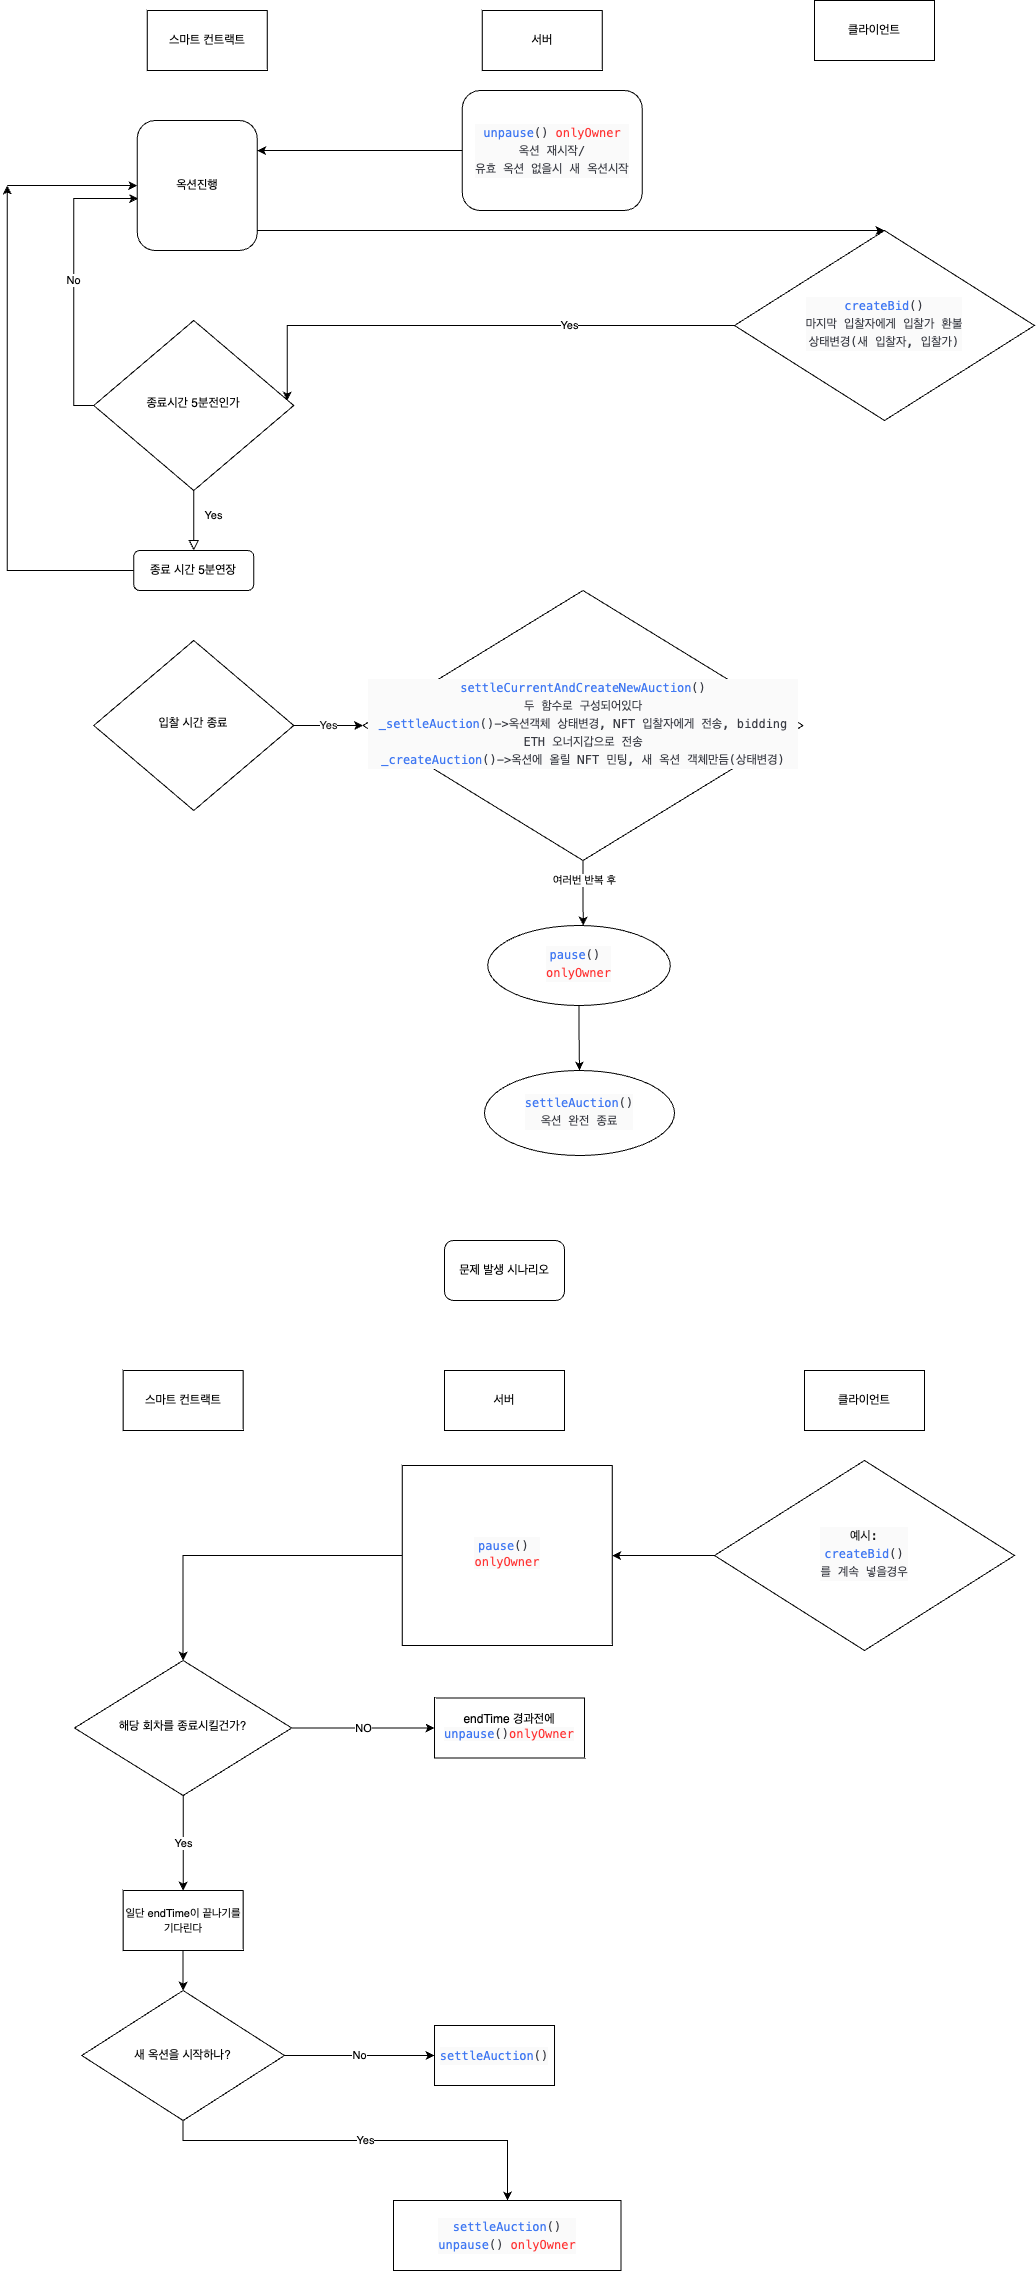 스마트 컨트랙트
서버
클라이언트
unpause() onlyOwner
옥션 재시작/
유효 옥션 없을시 새 옥션시작
옥션진행
No
createBid()
마지막 입찰자에게 입찰가 환불
상태변경(새 입찰자, 입찰가)
Yes
종료시간 5분전인가
Yes
종료 시간 5분연장
입찰 시간 종료
Yes
settleCurrentAndCreateNewAuction()
두 함수로 구성되어있다
_settleAuction()->옥션객체 상태변경, NFT 입찰자에게 전송, bidding
ETH 오너지갑으로 전송
_createAuction()->옥션에 올릴 NFT 민팅, 새 옥션 객체만듬(상태변경)
여러번 반복 후
pause()
onlyOwner
settleAuction()
옥션 완전 종료
문제 발생 시나리오
스마트 컨트랙트
서버
클라이언트
pause()
onlyOwner
예시:
createBid()
를 계속 넣을경우
해당 회차를 종료시킬건가?
NO
endTime 경과전에
unpause()onlyOwner
Yes
일단 endTime이 끝나기를
기다린다
새 옥션을 시작하나?
No
settleAuction()
Yes
settleAuction()
unpause() onlyOwner